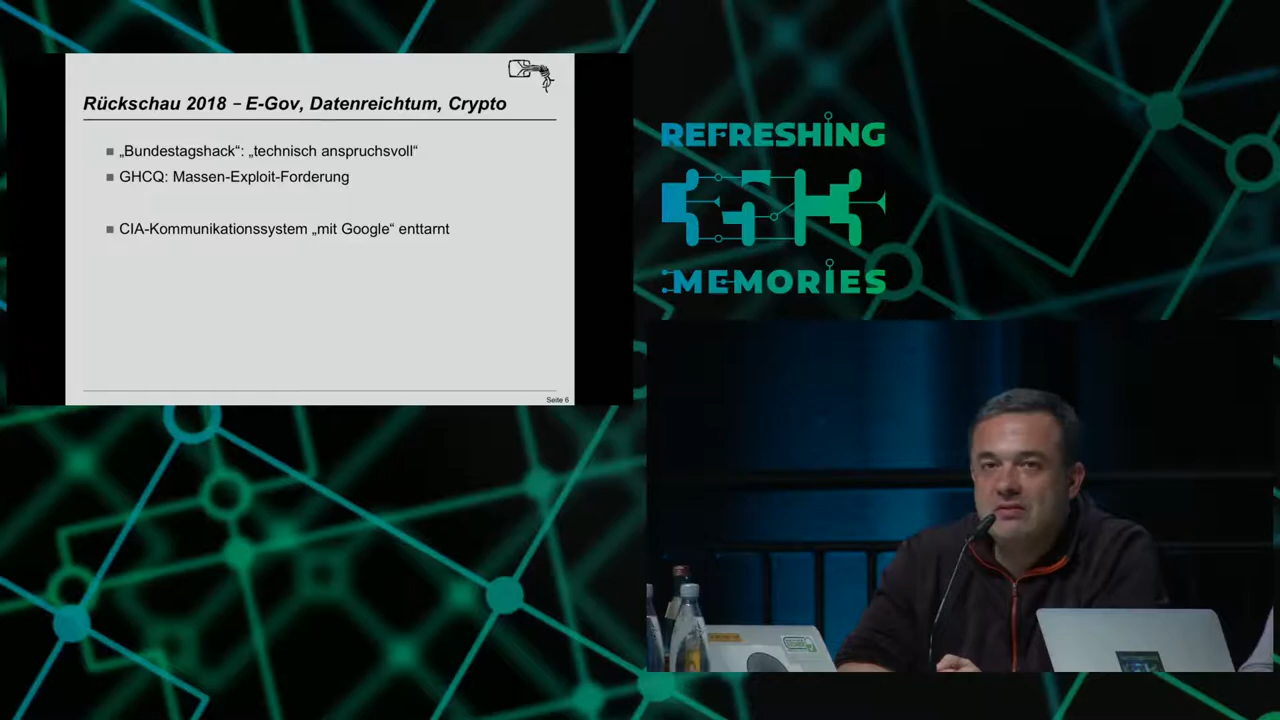 Rückschau 2018 – E-Gov, Datenreichtum, Crypto
„Bundestagshack“: „technisch anspruchsvoll“
GHCQ: Massen-Exploit-Forderung
CIA-Kommunikationssystem „mit Google“ enttarnt
Seite 6
REFRESHING
MEMORIES